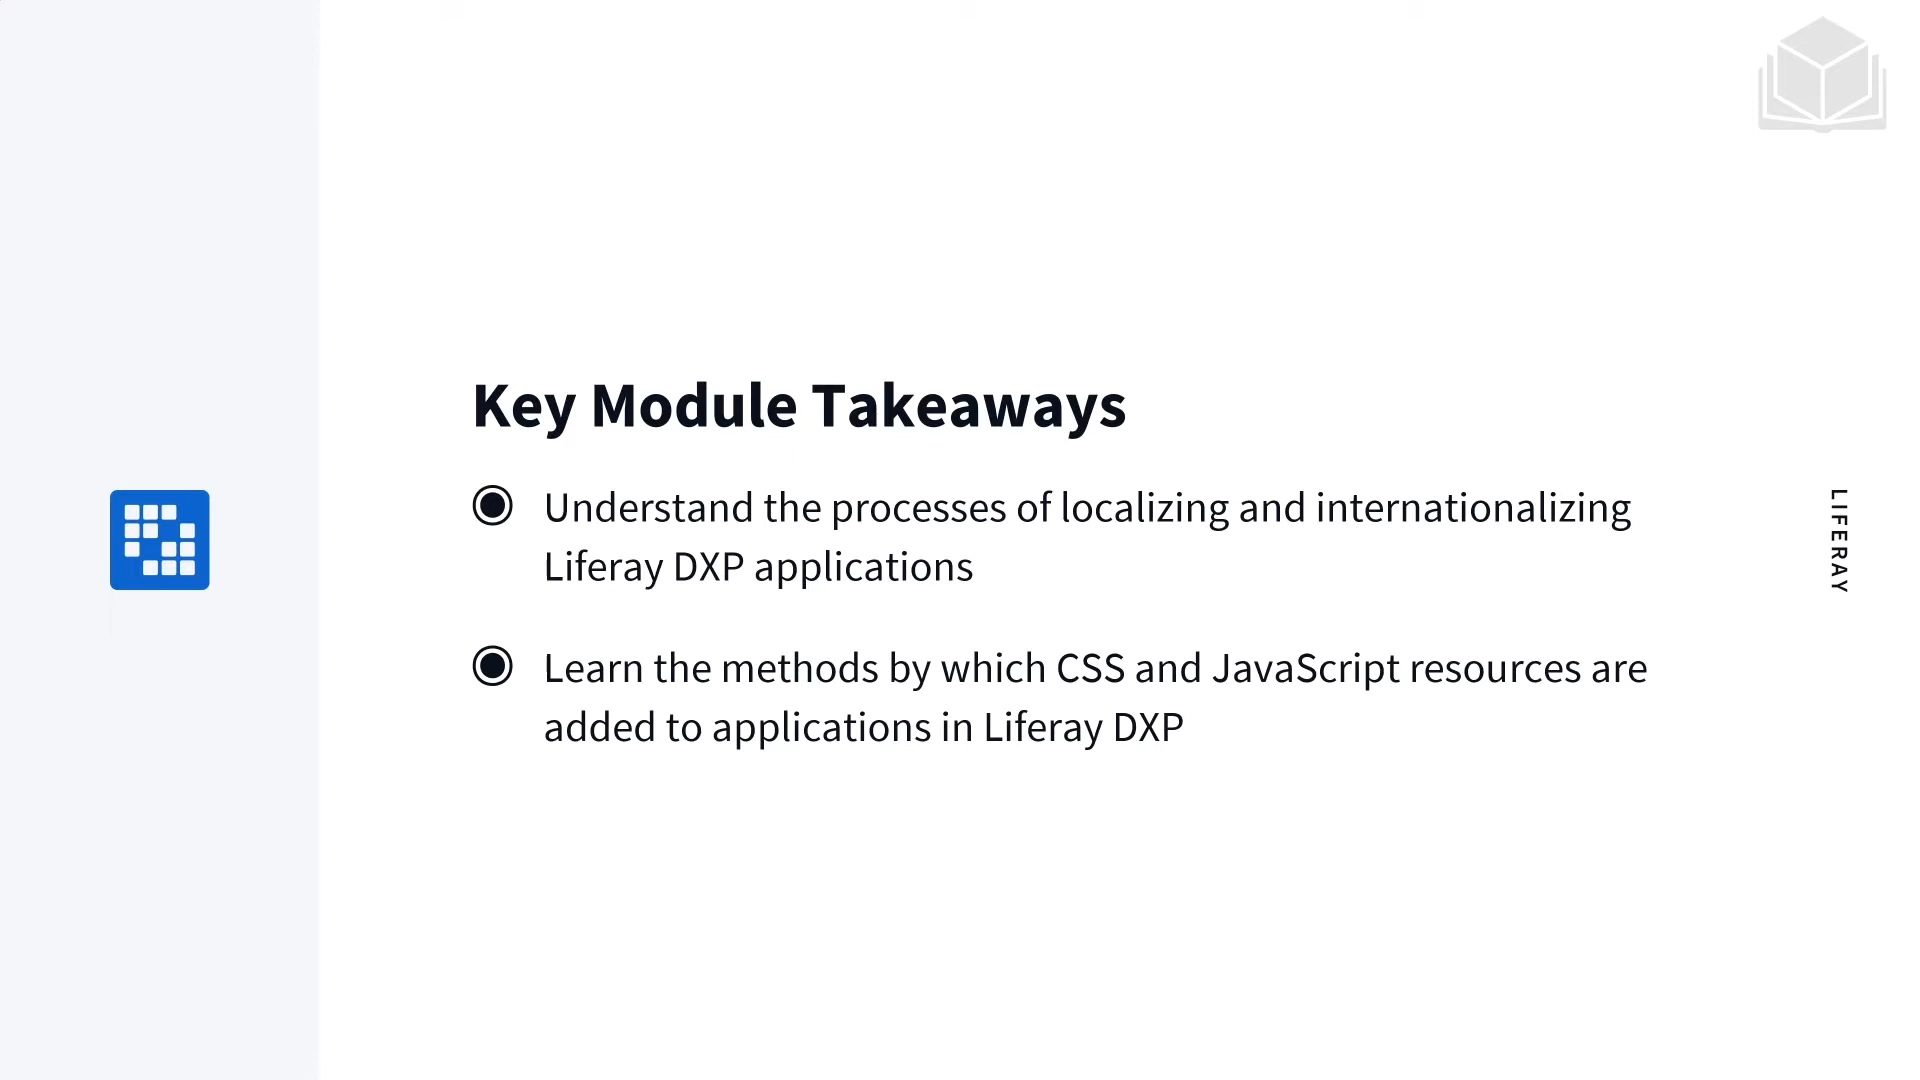 Key Module Takeaways
Understand the processes of localizing and internationalizing
Liferay DXP applications
Learn the methods by which CSS and JavaScript resources are
added to applications in Liferay DXP
LIFERAY